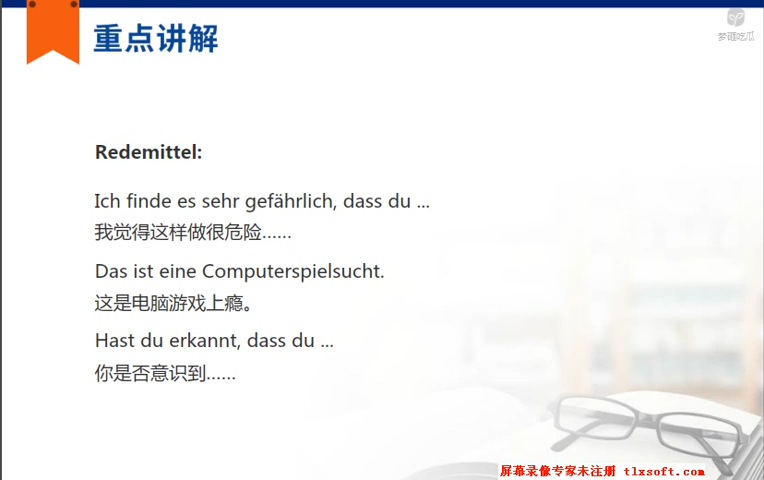 重点讲解
梦砸吃瓜
Redemittel:
Ich finde es sehr gefährlich, dass du ...
我觉得这样做很危险……
Das ist eine Computerspielsucht.
这是电脑游戏上瘾。
Hast du erkannt, dass du ...
你是否意识到……
屏幕录像专家未注册 tlxsoft.com